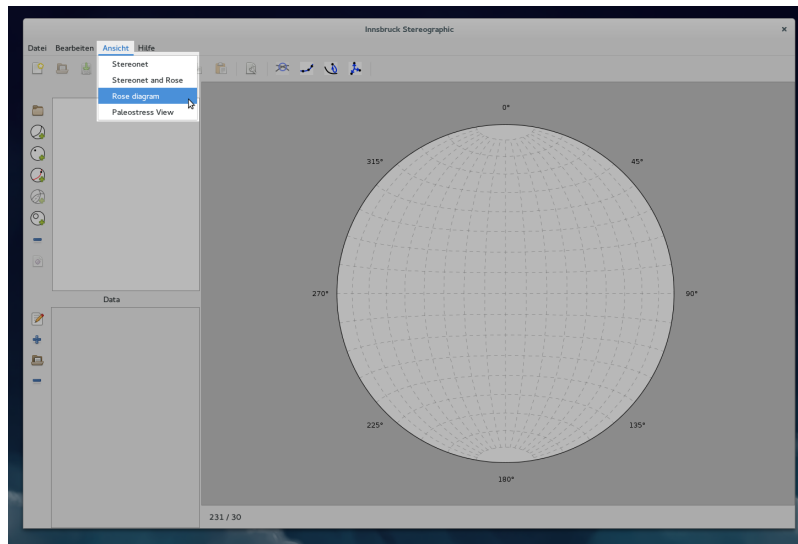 Innsbruck Stereographic
Datei Bearbeiten Ansicht Hilfe
Stereonet
Stereonet and Rose
Rose diagram
Paleostress View
0°
315° 45°
270° 90°
Data
225° 135°
180°
231 / 30